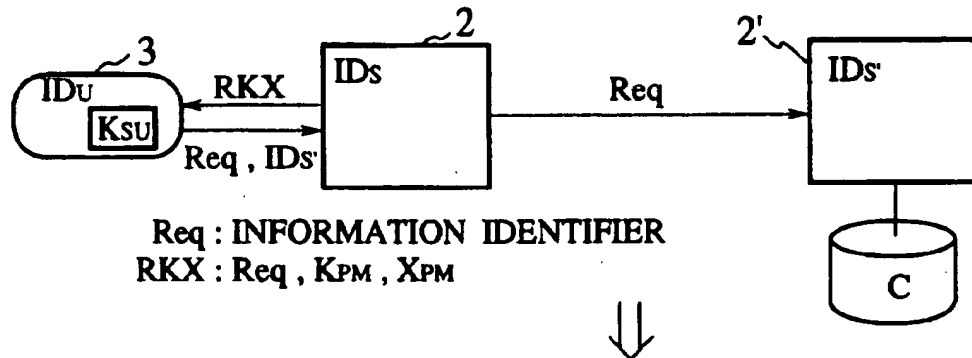 3
2
2'
IDU
IDS
IDS'
RKX
Req
KSU
Req , IDS'
Req : INFORMATION IDENTIFIER
RKX : Req , KPM , XPM
C